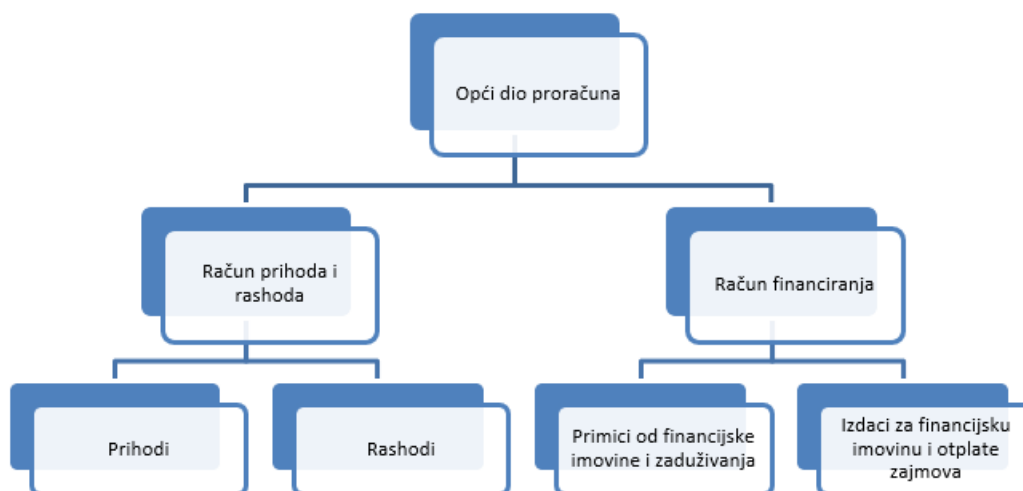 Opći dio proračuna
Račun prihoda i
rashoda
Račun financiranja
Prihodi
Rashodi
Primici od financijske
imovine i zaduživanja
Izdaci za financijsku
imovinu i otplate
zajmova